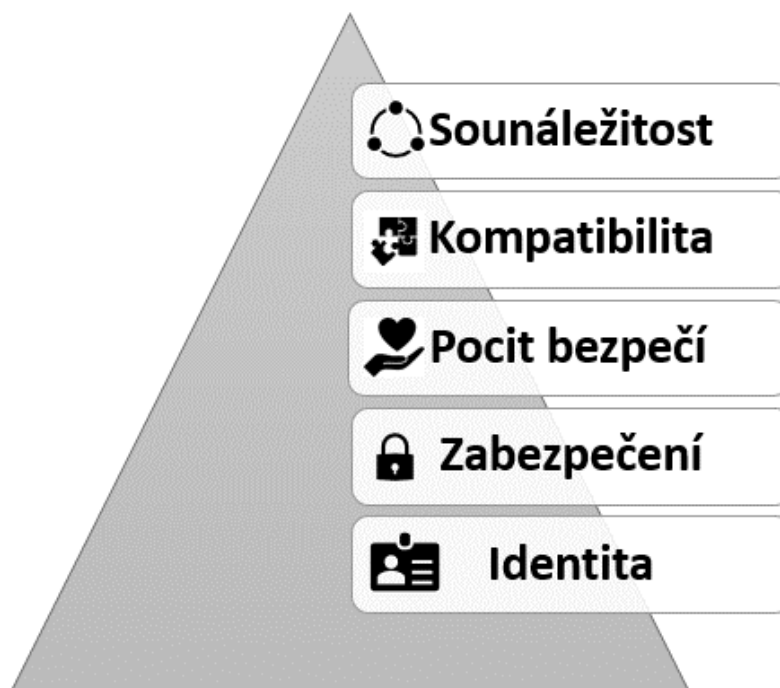 Sounáležitost
Kompatibilita
Pocit bezpečí
Zabezpečení
Identita